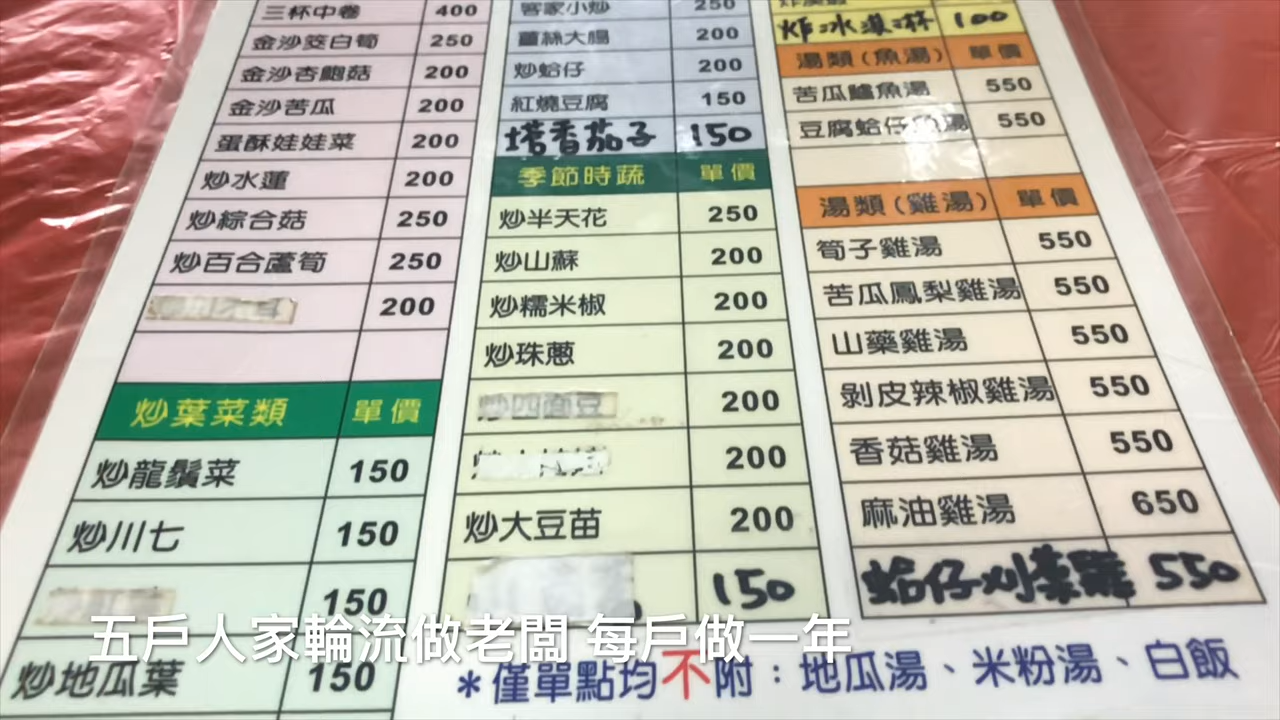 三杯中卷 400
金沙筊白筍 250
金沙杏鮑菇 200
金沙苦瓜 200
蛋酥娃娃菜 200
炒水蓮 200
炒綜合菇 250
炒百合蘆筍 250
200
炒葉菜類 單價
炒龍鬚菜 150
炒川七 150
150
炒地瓜葉 150
客家小炒 250
薑絲大腸 200
炒蛤仔 200
紅燒豆腐 150
塔香茄子 150
季節時蔬 單價
炒半天花 250
炒山蘇 200
炒糯米椒 200
炒珠蔥 200
炒四面豆 200
200
炒大豆苗 200
150
炸冰淇淋 100
湯類(魚湯) 單價
苦瓜鱸魚湯 550
豆腐蛤仔魚湯 550
湯類(雞湯) 單價
筍子雞湯 550
苦瓜鳳梨雞湯 550
山藥雞湯 550
剝皮辣椒雞湯 550
香菇雞湯 550
麻油雞湯 650
蛤仔刈菜雞 550
*僅單點均不附：地瓜湯、米粉湯、白飯
五戶人家輪流做老闆 每戶做一年